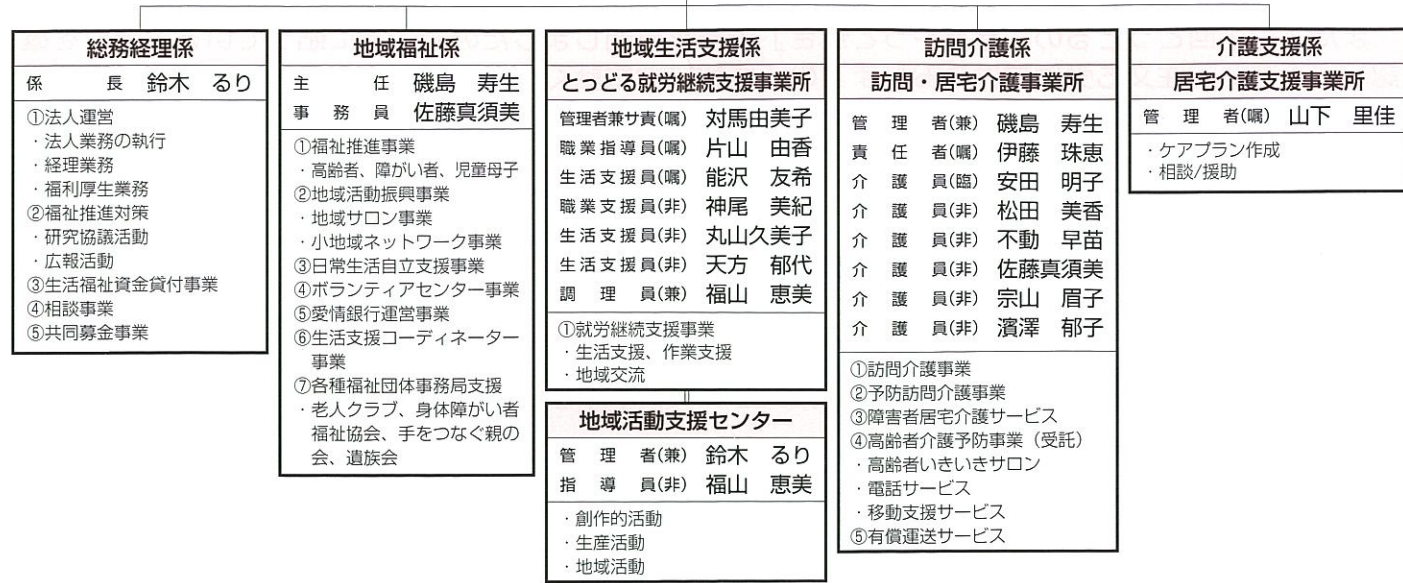 総務経理係
係長 鈴木 るり
①法人運営
・法人業務の執行
・経理業務
・福利厚生業務
②福祉推進対策
・研究協議活動
・広報活動
③生活福祉資金貸付事業
④相談事業
⑤共同募金事業
地域福祉係
主任 磯島 寿生
事務員 佐藤真須美
①福祉推進事業
・高齢者、障がい者、児童母子
②地域活動振興事業
・地域サロン事業
・小地域ネットワーク事業
③日常生活自立支援事業
④ボランティアセンター事業
⑤愛情銀行運営事業
⑥生活支援コーディネーター
事業
⑦各種福祉団体事務局支援
・老人クラブ、身体障がい者
福祉協会、手をつなぐ親の
会、遺族会
地域生活支援係
とっどる就労継続支援事業所
管理者兼サ責(嘱) 対馬由美子
職業指導員(嘱) 片山 由香
生活支援員(嘱) 能沢 友希
職業支援員(非) 神尾 美紀
生活支援員(非) 丸山久美子
生活支援員(非) 天方 郁代
調理員(兼) 福山 恵美
①就労継続支援事業
・生活支援、作業支援
・地域交流
地域活動支援センター
管理者(兼) 鈴木 るり
指導員(非) 福山 恵美
・創作的活動
・生産活動
・地域活動
訪問介護係
訪問・居宅介護事業所
管理者(兼) 磯島 寿生
責任者(嘱) 伊藤 珠恵
介護員(臨) 安田 明子
介護員(非) 松田 美香
介護員(非) 不動 早苗
介護員(非) 佐藤真須美
介護員(非) 宗山 眉子
介護員(非) 濱澤 郁子
①訪問介護事業
②予防訪問介護事業
③障害者居宅介護サービス
④高齢者介護予防事業（受託）
・高齢者いきいきサロン
・電話サービス
・移動支援サービス
⑤有償運送サービス
介護支援係
居宅介護支援事業所
管理者(嘱) 山下 里佳
・ケアプラン作成
・相談/援助